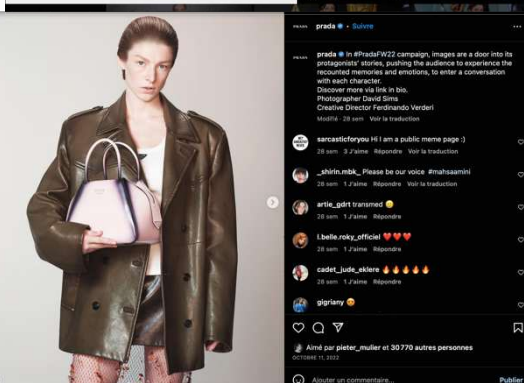 prada • Suivre
prada In #PradaFW22 campaign, images are a door into its
protagonists' stories, pushing the audience to experience the
recounted memories and emotions, to enter a conversation
with each character.
Discover more via link in bio.
Photographer David Sims
Creative Director Ferdinando Verderi
Modifié · 28 sem Voir la traduction
sarcasticforyou Hi I am a public meme page :)
28 sem 3 J'aime Répondre Voir la traduction
_shirin.mbk_ Please be our voice #mahsaamini
28 sem 1 J'aime Répondre Voir la traduction
artie_gdrt transmed 😊
28 sem 1 J'aime Répondre
l.belle.roky_officiel ❤️❤️❤️
28 sem 1 J'aime Répondre
cadet_jude_eklere 🔥🔥🔥🔥🔥
28 sem 1 J'aime Répondre
gigriany 😍
Aimé par pieter_mulier et 30 770 autres personnes
OCTOBRE 11, 2022
Ajouter un commentaire...
Publier